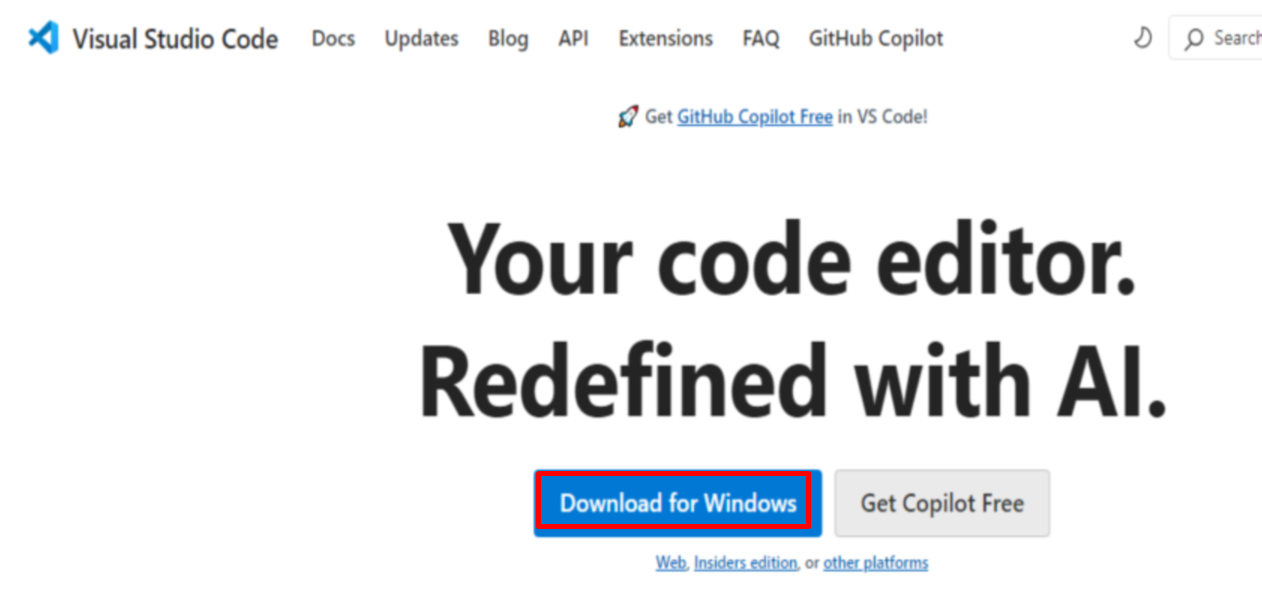 Visual Studio Code Docs Updates Blog API Extensions FAQ GitHub Copilot Search
🚀 Get GitHub Copilot Free in VS Code!
Your code editor.
Redefined with AI.
Download for Windows Get Copilot Free
Web, Insiders edition, or other platforms